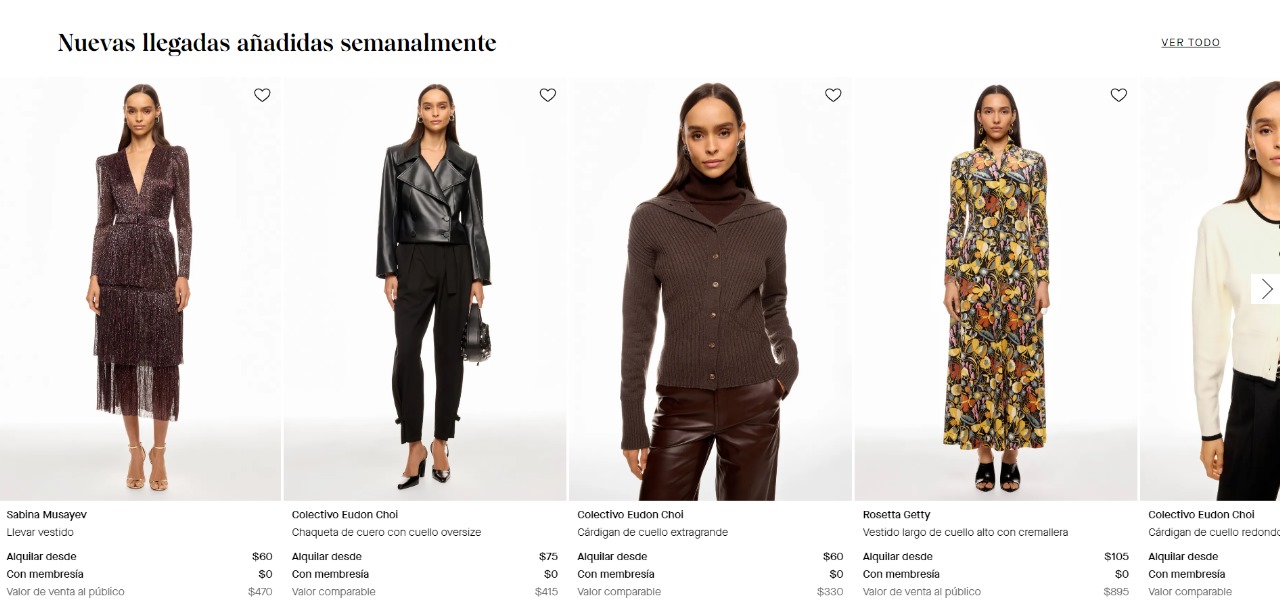 Nuevas llegadas añadidas semanalmente
VER TODO
Sabina Musayev
Llevar vestido
Alquilar desde $60
Con membresía $0
Valor de venta al público $470
Colectivo Eudon Choi
Chaqueta de cuero con cuello oversize
Alquilar desde $75
Con membresía $0
Valor comparable $415
Colectivo Eudon Choi
Cárdigan de cuello extragrande
Alquilar desde $60
Con membresía $0
Valor comparable $330
Rosetta Getty
Vestido largo de cuello alto con cremallera
Alquilar desde $105
Con membresía $0
Valor de venta al público $895
Colectivo Eudon Choi
Cárdigan de cuello redondo
Alquilar desde
Con membresía
Valor comparable